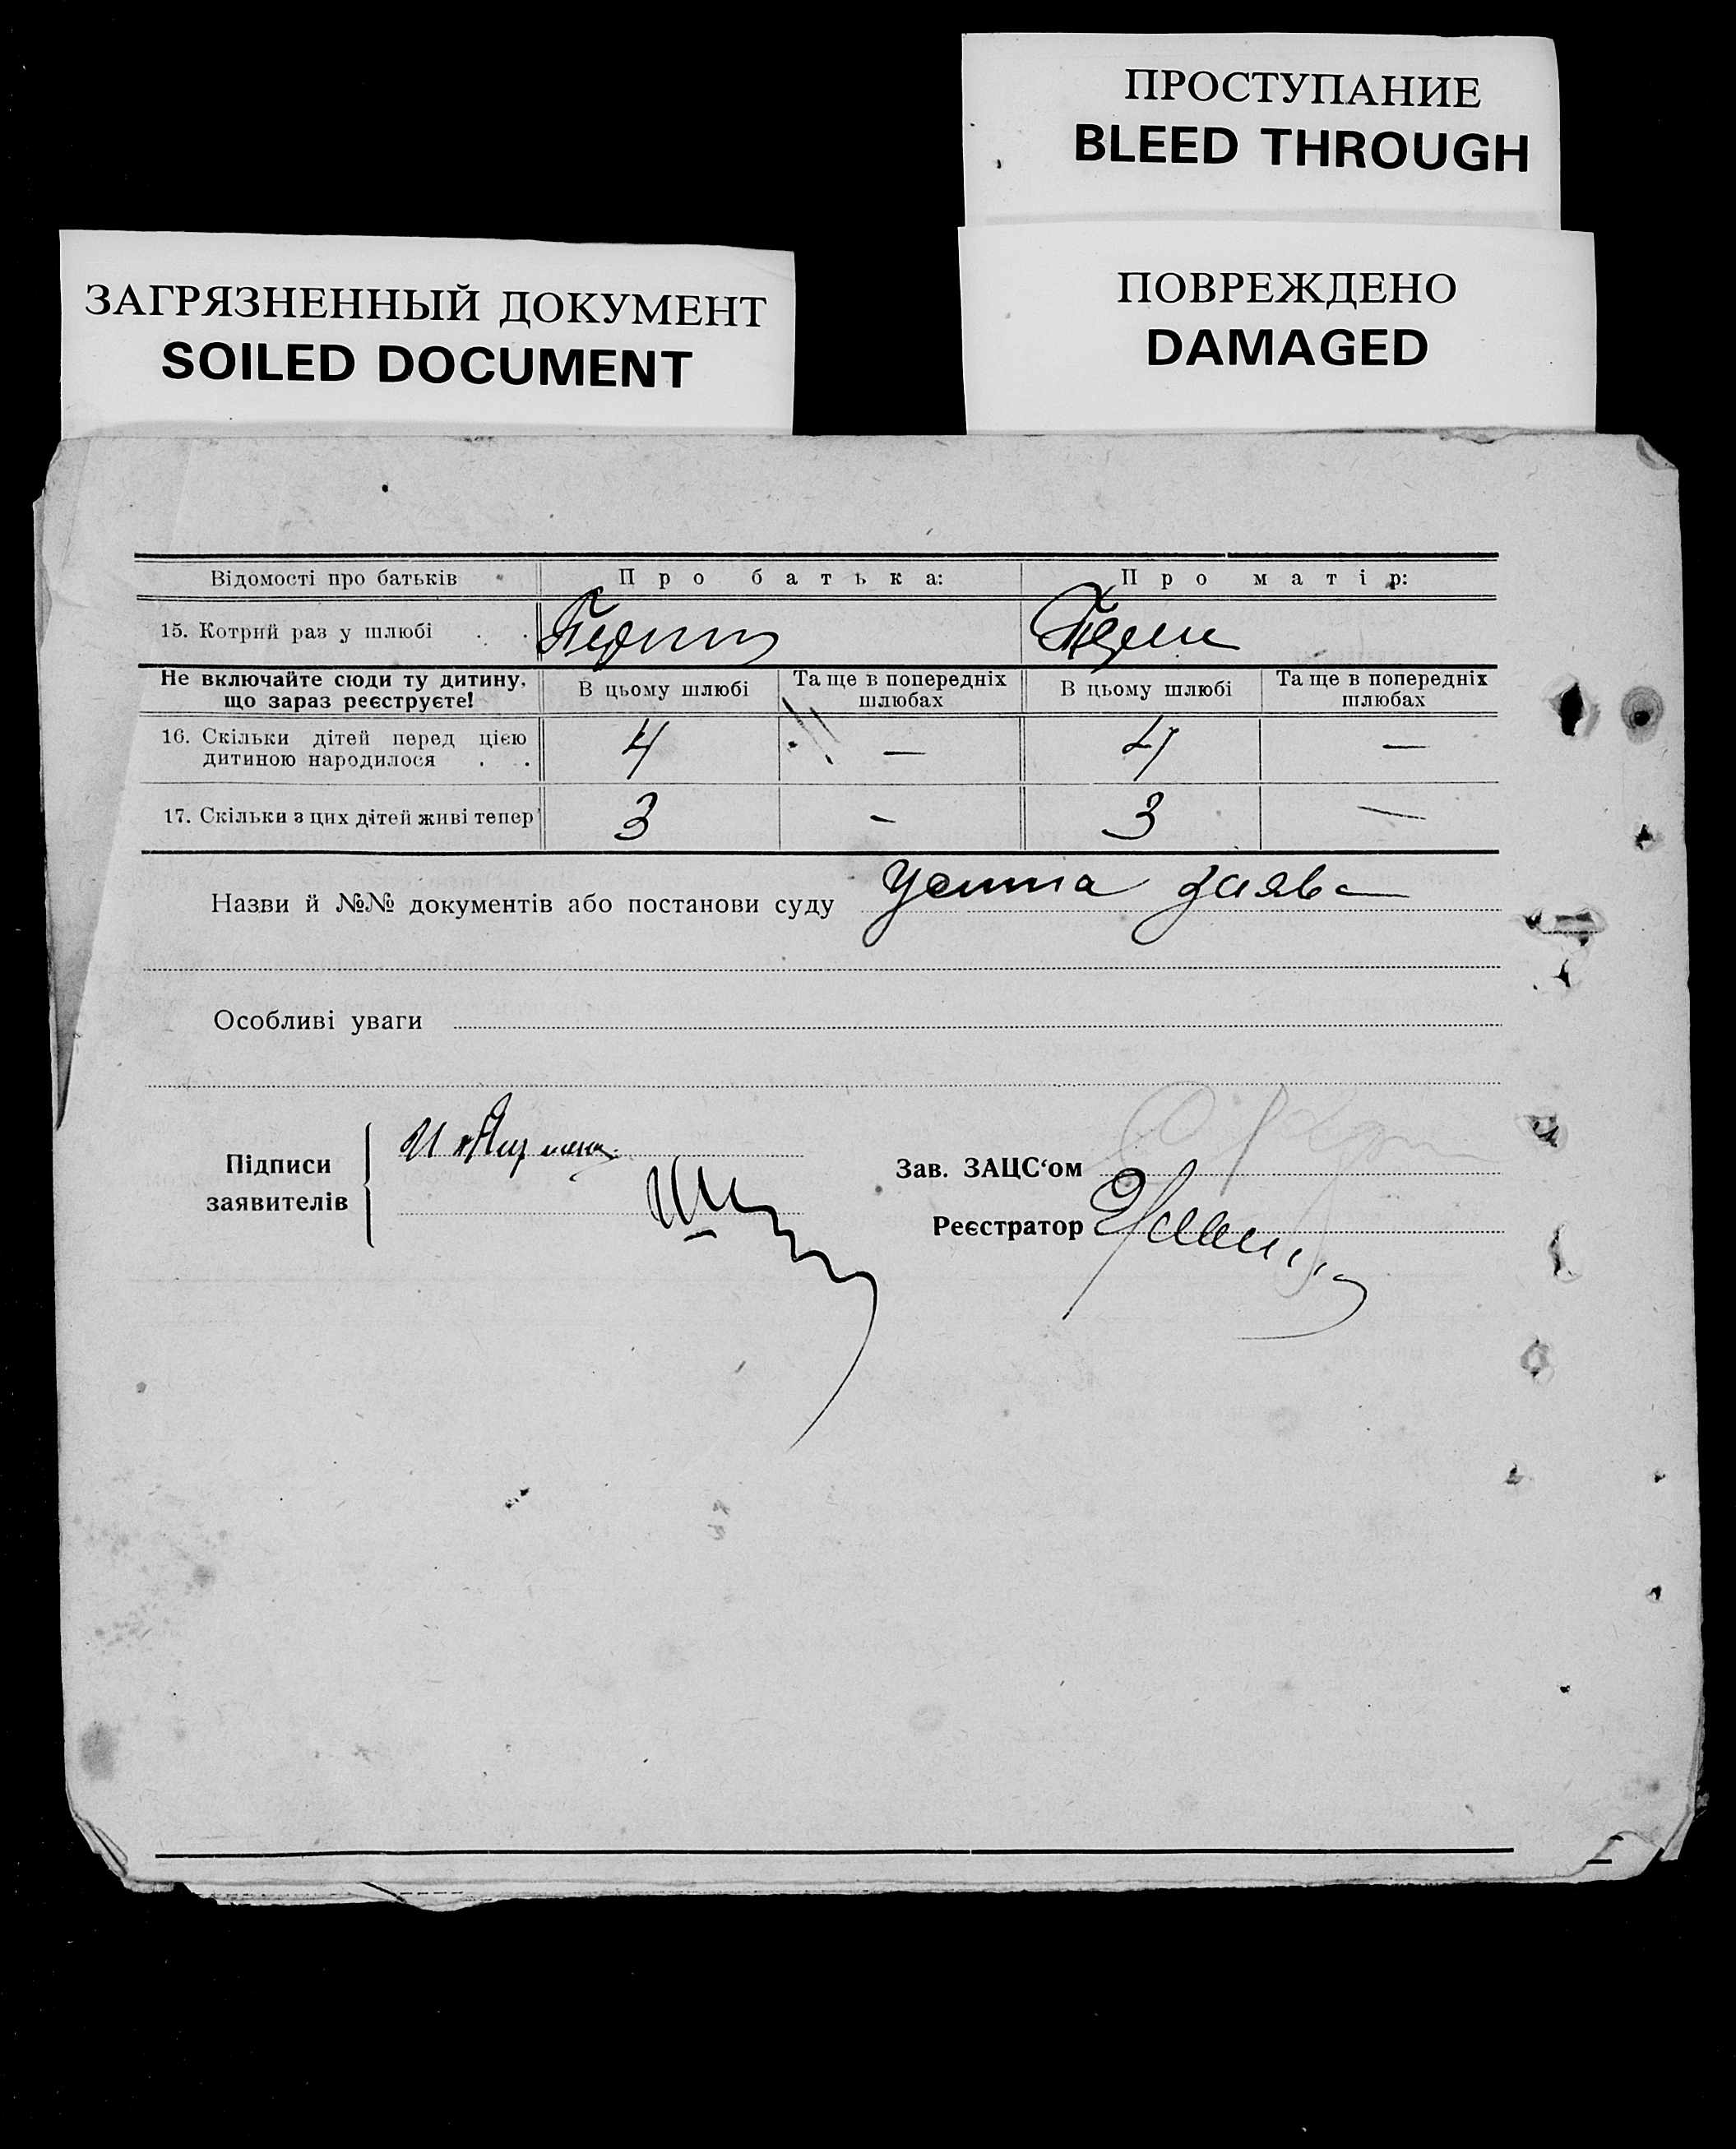 ПРОСТУПАНИЕ
BLEED THROUGH
ЗАГРЯЗНЕННЫЙ ДОКУМЕНТ
SOILED DOCUMENT
ПОВРЕЖДЕНО
DAMAGED
Відомості про батьків Про батька: Про матір:
15. Котрий раз у шлюбі . .
Не включайте сюди ту дитину, що зараз реєструєте!
В цьому шлюбі
Та ще в попередніх шлюбах
В цьому шлюбі
Та ще в попередніх шлюбах
16. Скільки дітей перед цією
дитиною народилося . . 4 — 4 —
17. Скільки з цих дітей живі тепер 3 - 3 —
Назви й №№ документів або постанови суду Усина заява
Особливі уваги
Підписи
заявителів
Зав. ЗАЦС‘ом
Реєстратор